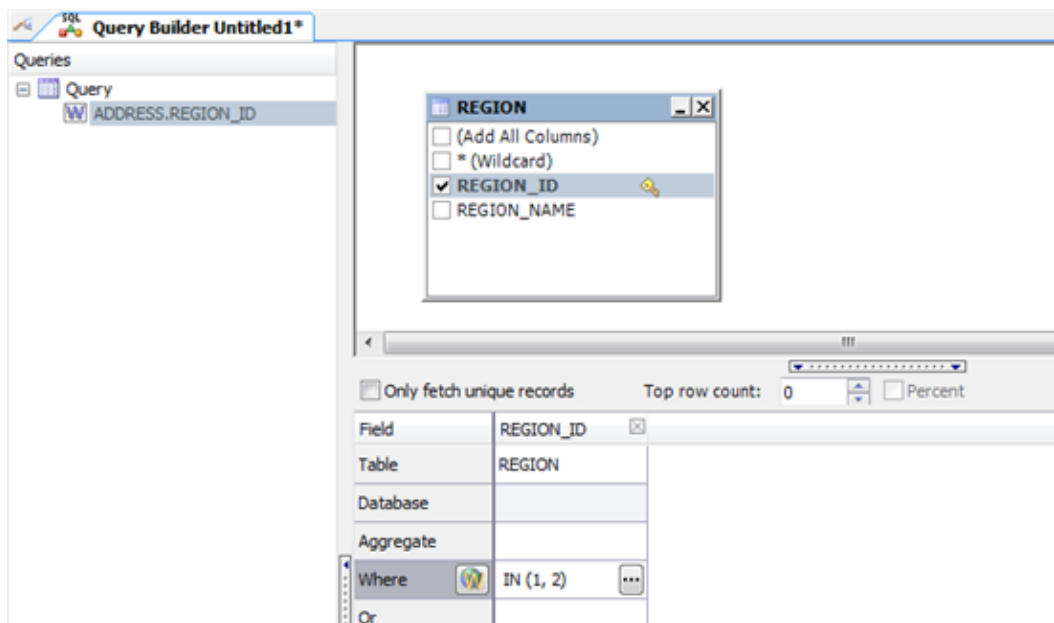 SQL
Query Builder Untitled1*
Queries
Query
W ADDRESS.REGION_ID
REGION
(Add All Columns)
* (Wildcard)
REGION_ID
REGION_NAME
Only fetch unique records Top row count: 0 Percent
Field REGION_ID
Table REGION
Database
Aggregate
Where IN (1, 2) ...
Or